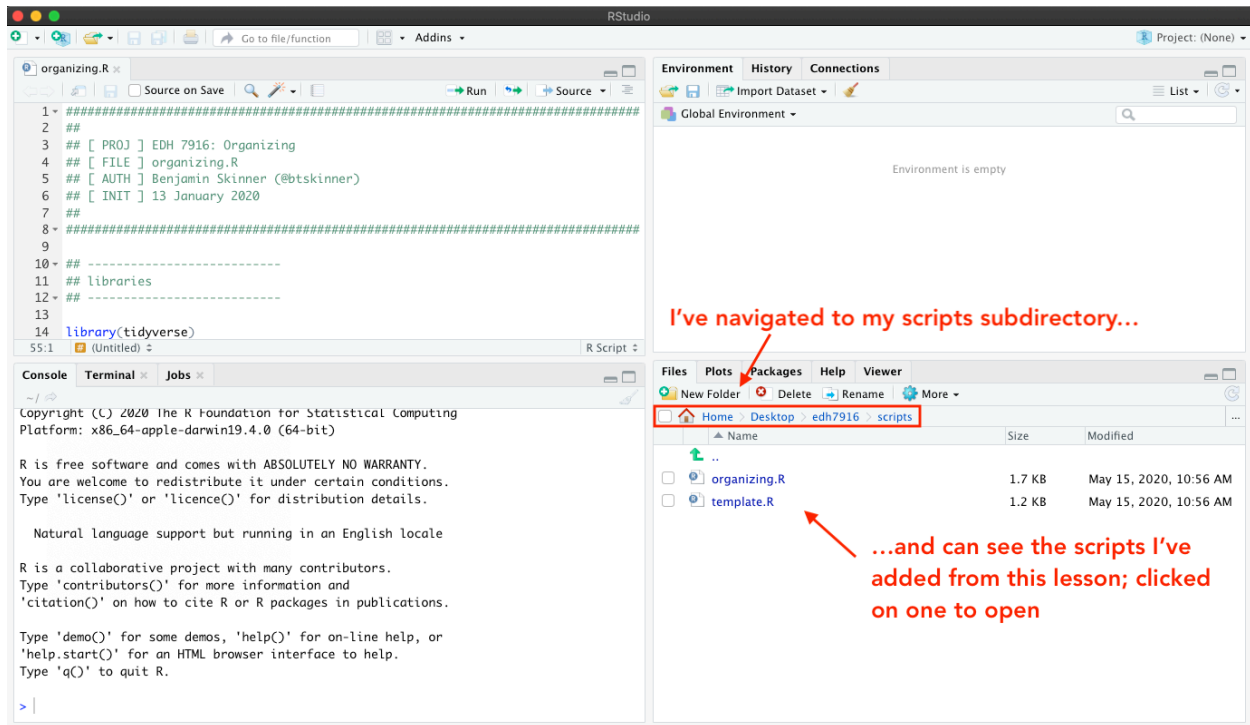 RStudio
Go to file/function
Addins
Project: (None)
organizing.R
Source on Save
Run
Source
1 ################################################################################
2 ##
3 ## [ PROJ ] EDH 7916: Organizing
4 ## [ FILE ] organizing.R
5 ## [ AUTH ] Benjamin Skinner (@btskinner)
6 ## [ INIT ] 13 January 2020
7 ##
8 ################################################################################
9
10 ## ---------------------------
11 ## libraries
12 ## ---------------------------
13
14 library(tidyverse)
55:1 # (Untitled) R Script
Console Terminal Jobs
~/
Copyright (C) 2020 The R Foundation for Statistical Computing
Platform: x86_64-apple-darwin19.4.0 (64-bit)
R is free software and comes with ABSOLUTELY NO WARRANTY.
You are welcome to redistribute it under certain conditions.
Type 'license()' or 'licence()' for distribution details.
Natural language support but running in an English locale
R is a collaborative project with many contributors.
Type 'contributors()' for more information and
'citation()' on how to cite R or R packages in publications.
Type 'demo()' for some demos, 'help()' for on-line help, or
'help.start()' for an HTML browser interface to help.
Type 'q()' to quit R.
>
Environment History Connections
Import Dataset List
Global Environment
Environment is empty
I've navigated to my scripts subdirectory...
Files Plots Packages Help Viewer
New Folder Delete Rename More
Home Desktop edh7916 scripts ...
Name Size Modified
..
organizing.R 1.7 KB May 15, 2020, 10:56 AM
template.R 1.2 KB May 15, 2020, 10:56 AM
...and can see the scripts I've
added from this lesson; clicked
on one to open